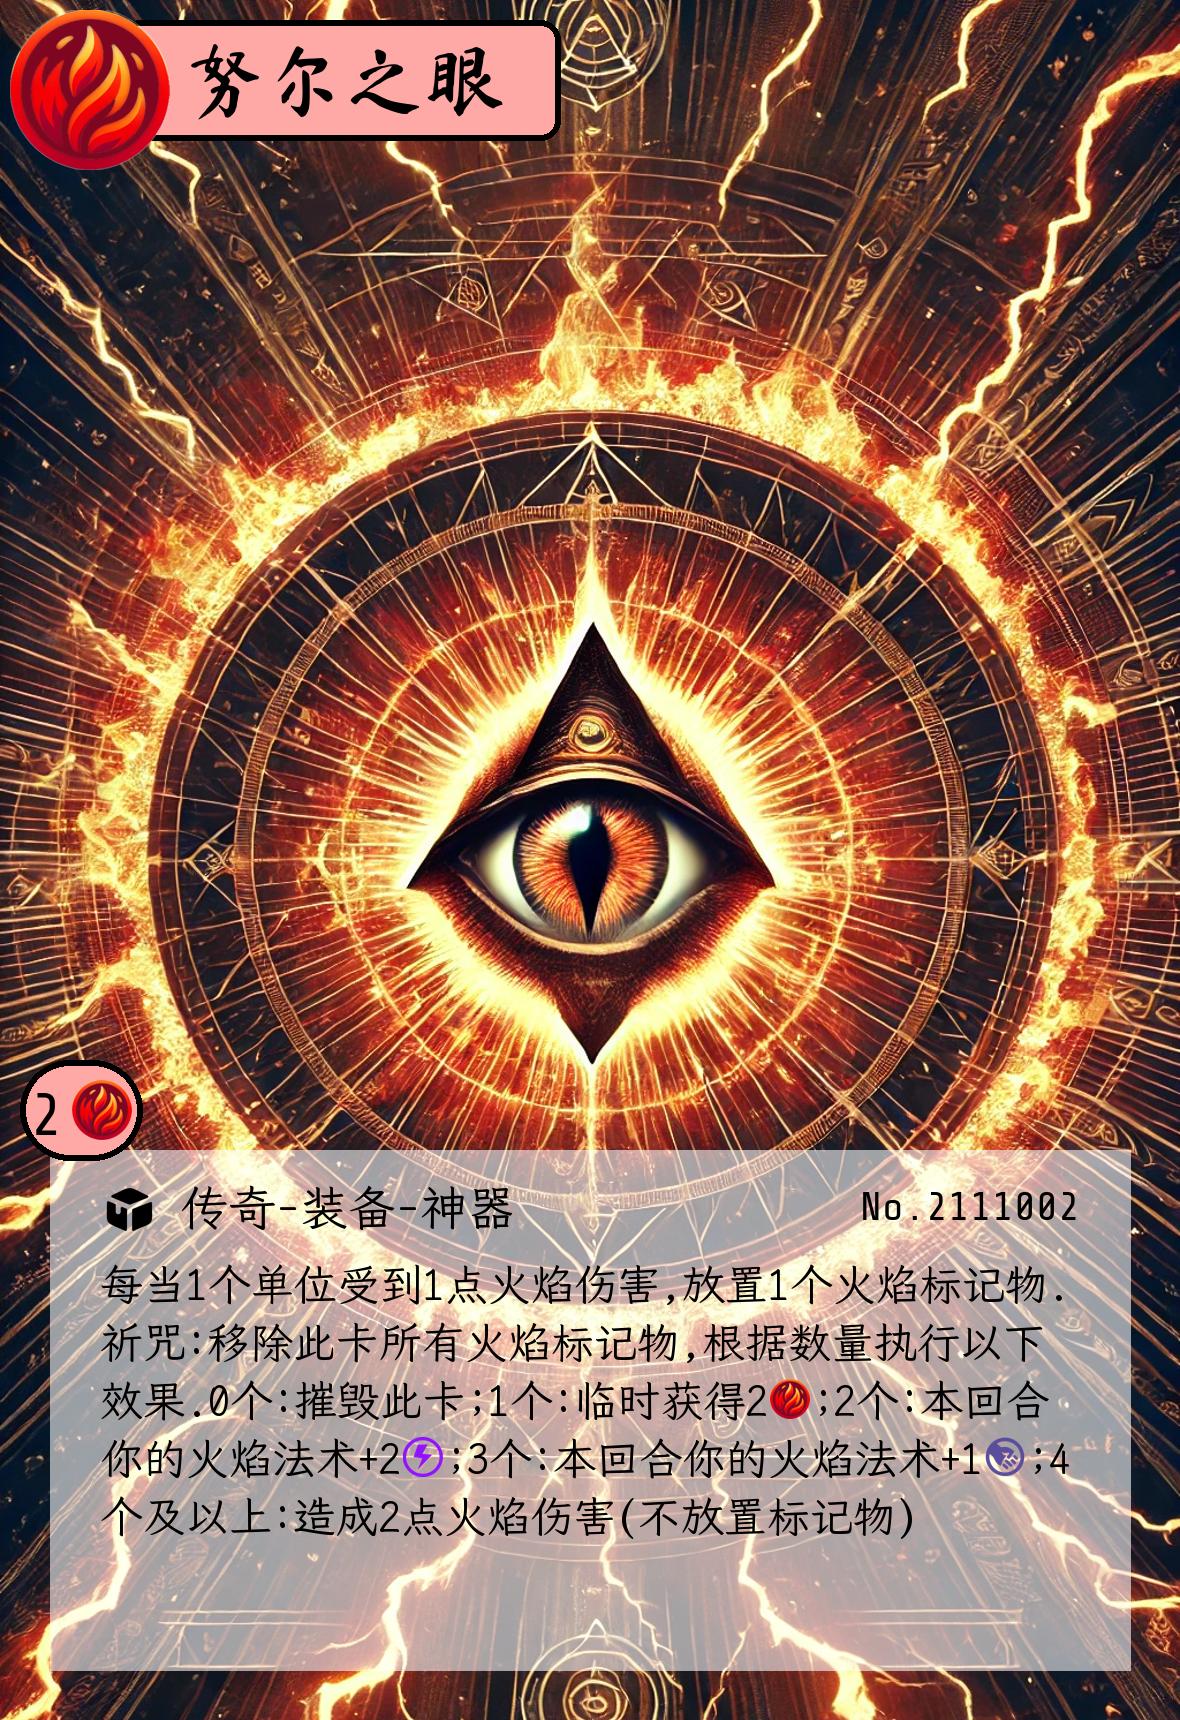 努尔之眼
2
传奇-装备-神器
No.2111002
每当1个单位受到1点火焰伤害,放置1个火焰标记物.
祈咒:移除此卡所有火焰标记物,根据数量执行以下
效果.0个:摧毁此卡;1个:临时获得2;2个:本回合
你的火焰法术+2;3个:本回合你的火焰法术+1;4
个及以上:造成2点火焰伤害(不放置标记物)